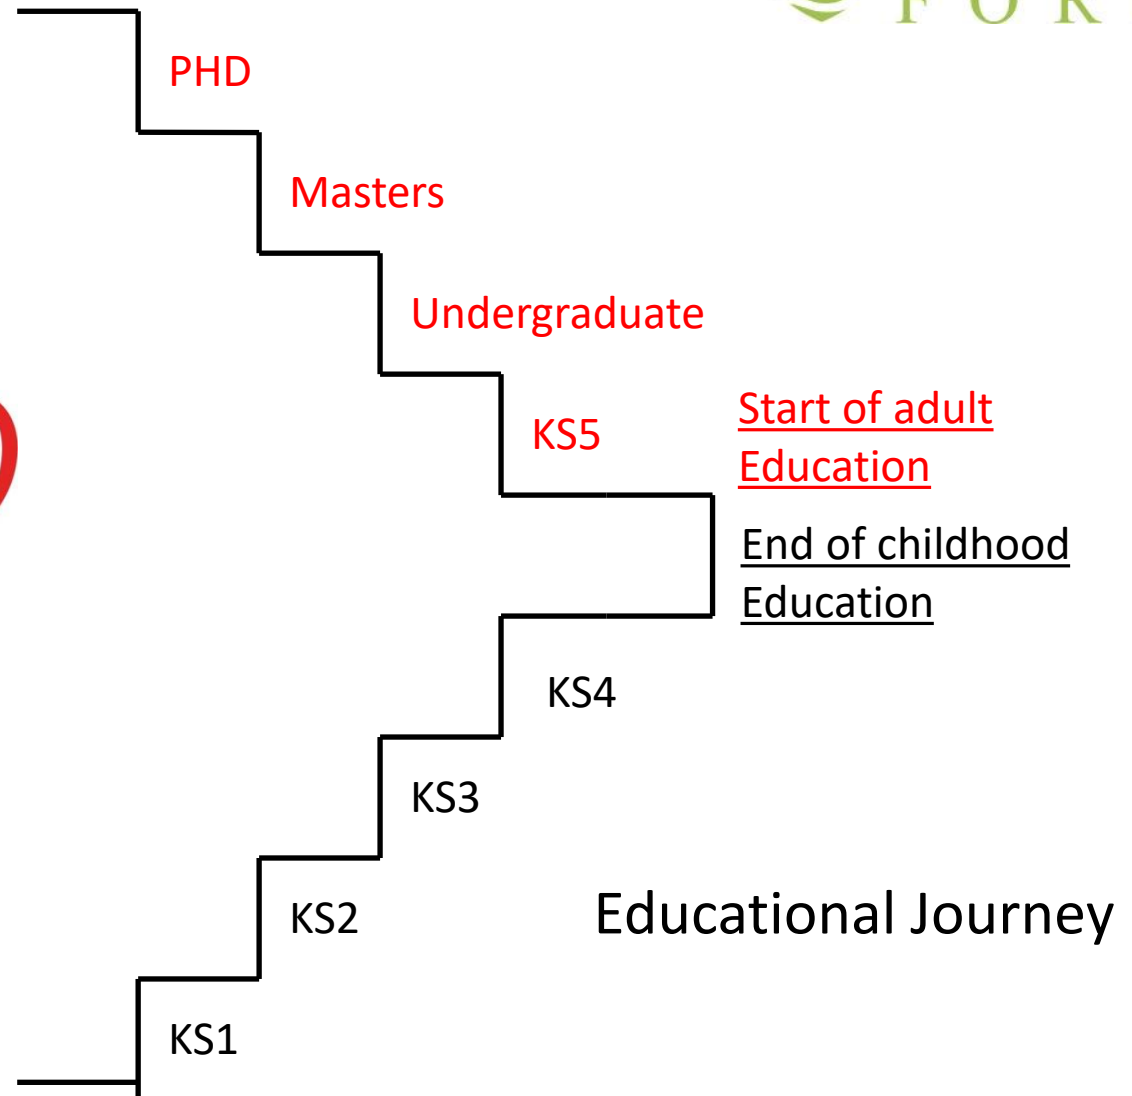 F O R
PHD
Masters
Undergraduate
KS5
Start of adult
Education
End of childhood
Education
KS4
KS3
KS2
Educational Journey
KS1